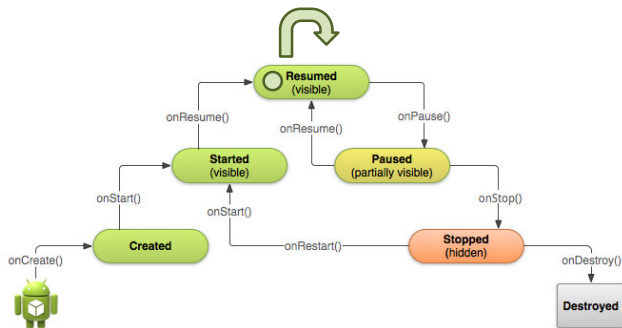 Resumed
(visible)
onResume()
onResume()
onPause()
Started
(visible)
Paused
(partially visible)
onStart()
onStart()
onStop()
Created
onRestart()
Stopped
(hidden)
onCreate()
onDestroy()
Destroyed